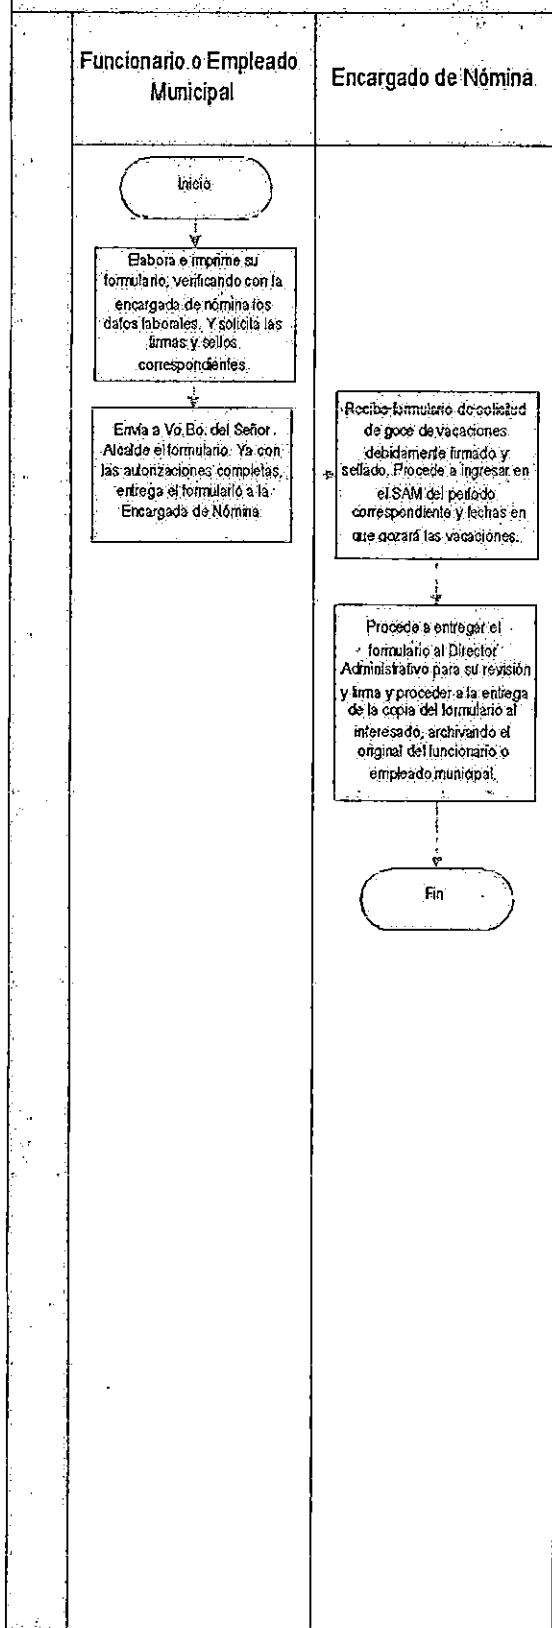 Funcionario o Empleado
Municipal
Encargado de Nómina
Inicio
Elabora e imprime su
formulario, verificando con la
encargada de nómina los
datos laborales. Y solicita las
firmas y sellos
correspondientes.
Envía a Vo.Bo. del Señor
Alcalde el formulario. Ya con
las autorizaciones completas,
entrega el formulario a la
Encargada de Nómina
Recibe formulario de solicitud
de goce de vacaciones
debidamente firmado y
sellado. Procede a ingresar en
el SAM del período
correspondiente y fechas en
que gozará las vacaciones.
Procede a entregar el
formulario al Director
Administrativo para su revisión
y firma y proceder a la entrega
de la copia del formulario al
interesado, archivando el
original del funcionario o
empleado municipal.
Fin